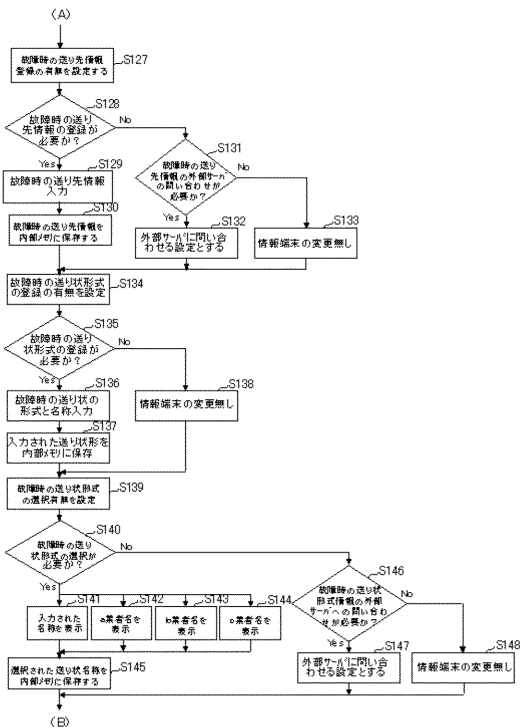 (A)
故障時の送り先情報
登録の有無を設定する
S127
S128
故障時の送り
先情報の登録が
必要か?
No
Yes
S129
故障時の送り先情報
入力
S130
故障時の送り先情報を
内部メモリに保存する
S131
故障時の送り
先情報の外部サーバ
の問い合わせが
必要か?
No
Yes
S132
外部サーバに問い合
わせる設定とする
S133
情報端末の変更無し
故障時の送り状形式
の登録の有無を設定
S134
S135
故障時の送り
状形式の登録が
必要か?
No
Yes
S136
故障時の送り状の
形式と名称入力
S137
入力された送り状形を
内部メモリに保存
S138
情報端末の変更無し
故障時の送り状形式
の選択有無を設定
S139
S140
故障時の送り
状形式の選択が
必要か?
No
Yes
S141
入力された
名称を表示
S142
a業者名を
表示
S143
b業者名を
表示
S144
c業者名を
表示
選択された送り状名称を
内部メモリに保存する
S145
S146
故障時の送り状
形式情報の外部
サーバへの問い合わ
せが必要か?
No
Yes
S147
外部サーバに問い合
わせる設定とする
S148
情報端末の変更無し
(B)